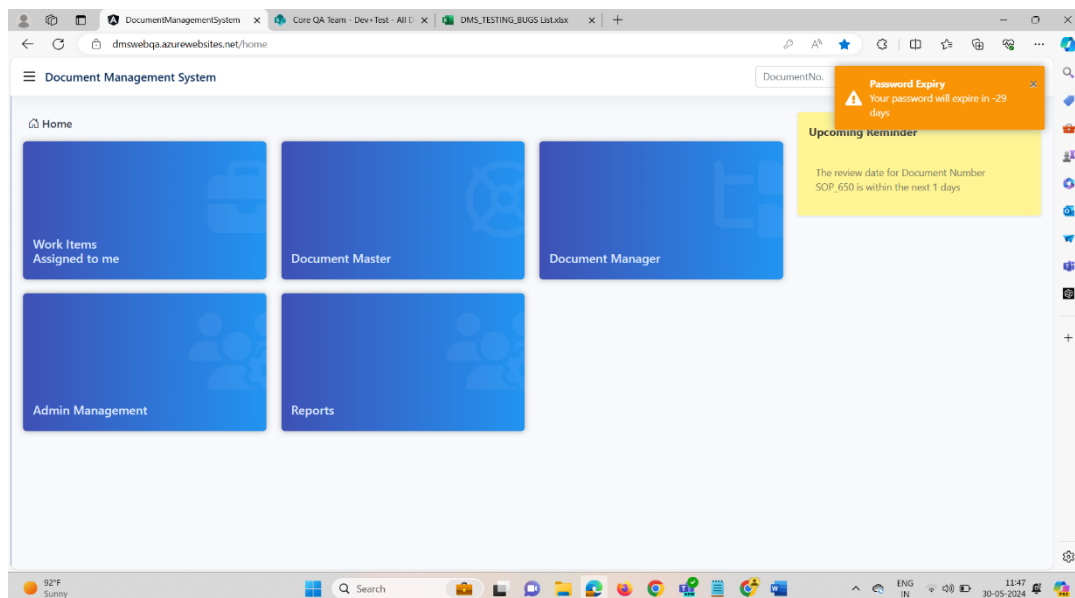 DocumentManagementSystem
Core QA Team - Dev+Test - All D
DMS_TESTING_BUGS List.xlsx
dmswebqa.azurewebsites.net/home
Document Management System
DocumentNo.
Password Expiry
Your password will expire in -29
days
Home
Upcoming Reminder
The review date for Document Number
SOP_650 is within the next 1 days
Work Items
Assigned to me
Document Master
Document Manager
Admin Management
Reports
92°F
Sunny
Search
ENG
IN
11:47
30-05-2024